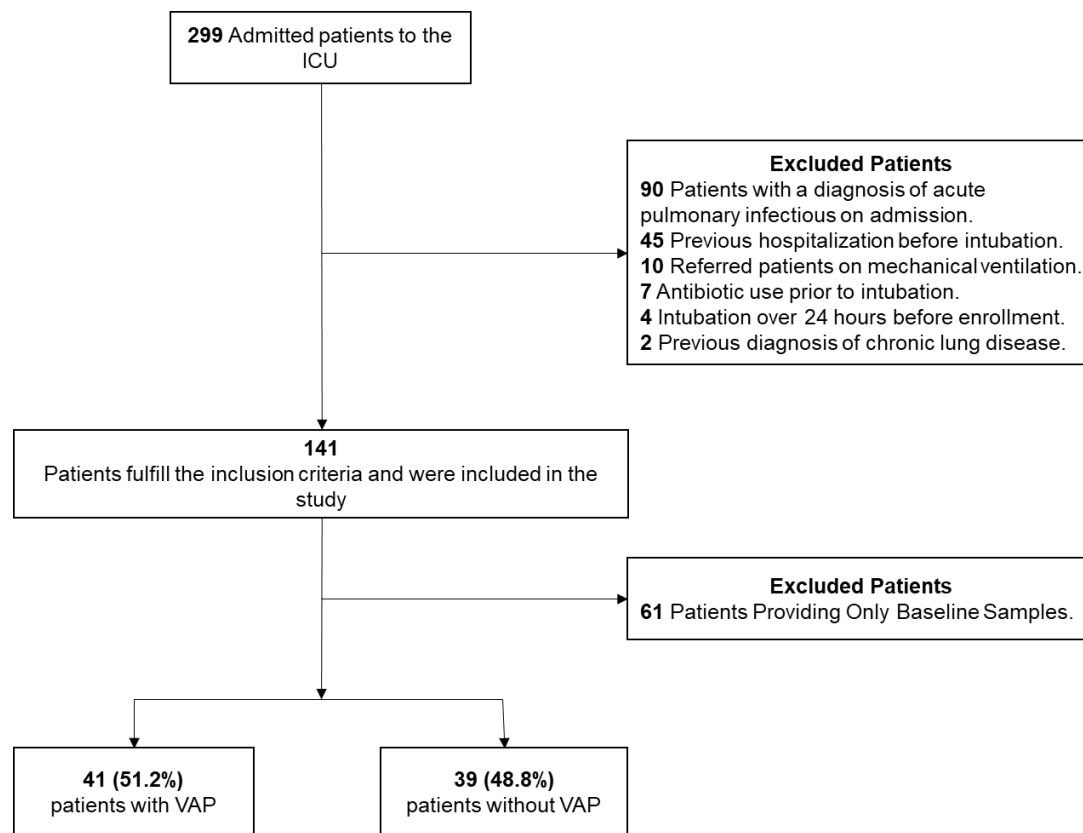 299 Admitted patients to the
ICU
Excluded Patients
90 Patients with a diagnosis of acute
pulmonary infectious on admission.
45 Previous hospitalization before intubation.
10 Referred patients on mechanical ventilation.
7 Antibiotic use prior to intubation.
4 Intubation over 24 hours before enrollment.
2 Previous diagnosis of chronic lung disease.
141
Patients fulfill the inclusion criteria and were included in the
study
Excluded Patients
61 Patients Providing Only Baseline Samples.
41 (51.2%)
patients with VAP
39 (48.8%)
patients without VAP